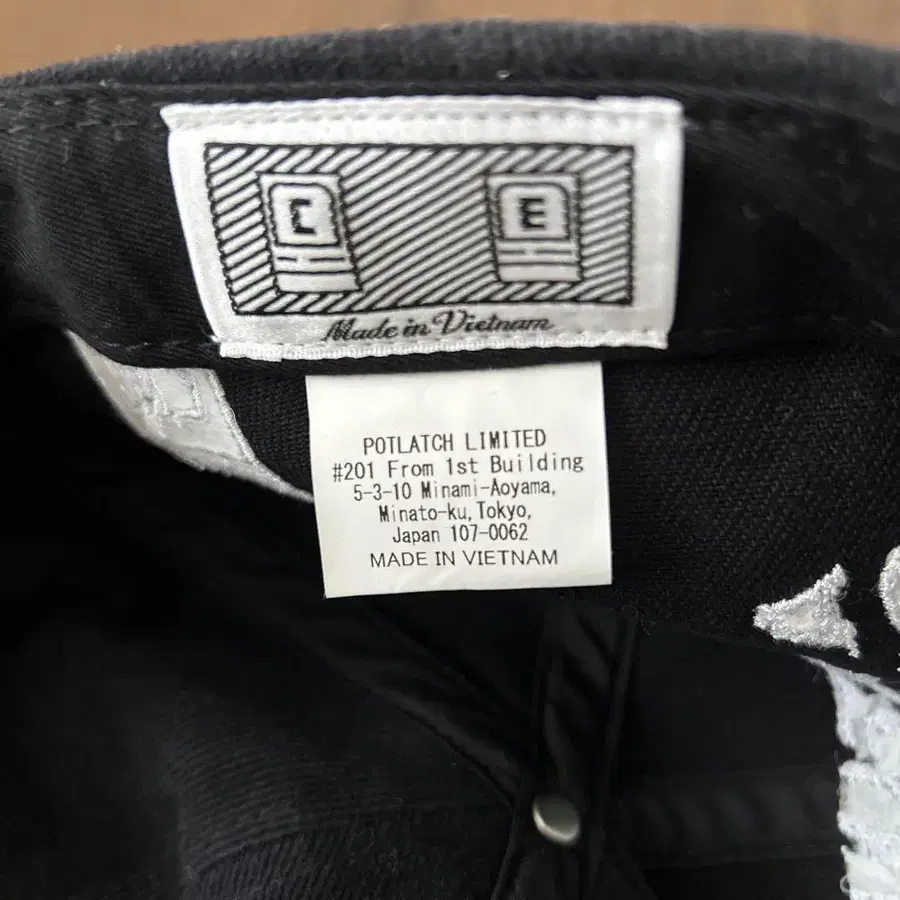 C E
Made in Vietnam
POTLATCH LIMITED
#201 From 1st Building
5-3-10 Minami-Aoyama,
Minato-ku,Tokyo,
Japan 107-0062
MADE IN VIETNAM